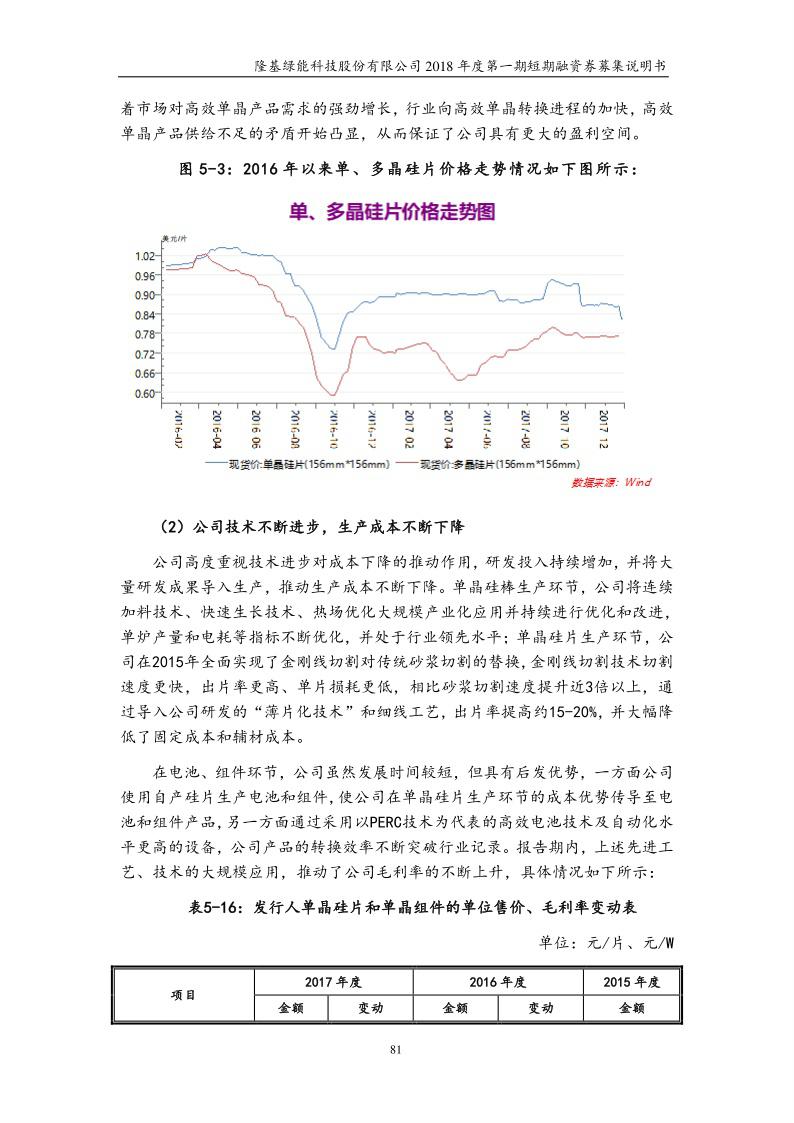 隆基绿能科技股份有限公司 2018 年度第一期短期融资券募集说明书
着市场对高效单晶产品需求的强劲增长，行业向高效单晶转换进程的加快，高效
单晶产品供给不足的矛盾开始凸显，从而保证了公司具有更大的盈利空间。
图 5-3：2016 年以来单、多晶硅片价格走势情况如下图所示：
单、多晶硅片价格走势图
美元/片
1.02
0.96
0.90
0.84
0.78
0.72
0.66
0.60
2016-02 2016-04 2016-06 2016-08 2016-10 2016-12 2017-02 2017-04 2017-06 2017-08 2017-10 2017-12
现货价:单晶硅片(156mm*156mm) 现货价:多晶硅片(156mm*156mm)
数据来源：Wind
（2）公司技术不断进步，生产成本不断下降
公司高度重视技术进步对成本下降的推动作用，研发投入持续增加，并将大
量研发成果导入生产，推动生产成本不断下降。单晶硅棒生产环节，公司将连续
加料技术、快速生长技术、热场优化大规模产业化应用并持续进行优化和改进，
单炉产量和电耗等指标不断优化，并处于行业领先水平；单晶硅片生产环节，公
司在2015年全面实现了金刚线切割对传统砂浆切割的替换，金刚线切割技术切割
速度更快，出片率更高、单片损耗更低，相比砂浆切割速度提升近3倍以上，通
过导入公司研发的“薄片化技术”和细线工艺，出片率提高约15-20%，并大幅降
低了固定成本和辅材成本。
在电池、组件环节，公司虽然发展时间较短，但具有后发优势，一方面公司
使用自产硅片生产电池和组件，使公司在单晶硅片生产环节的成本优势传导至电
池和组件产品，另一方面通过采用以PERC技术为代表的高效电池技术及自动化水
平更高的设备，公司产品的转换效率不断突破行业记录。报告期内，上述先进工
艺、技术的大规模应用，推动了公司毛利率的不断上升，具体情况如下所示：
表5-16：发行人单晶硅片和单晶组件的单位售价、毛利率变动表
单位：元/片、元/W
项目 2017 年度 2016 年度 2015 年度
金额 变动 金额 变动 金额
81